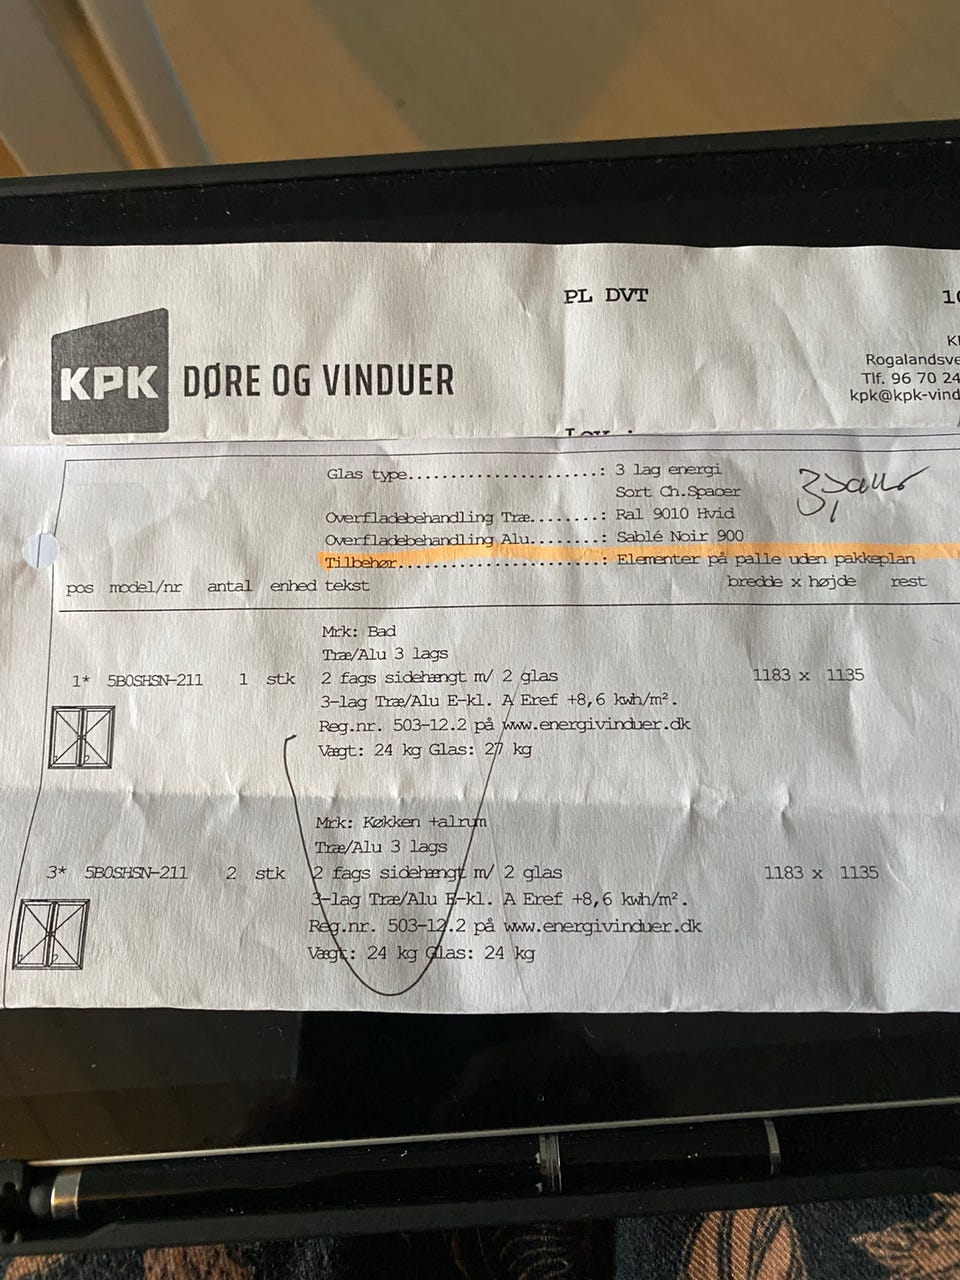 PL DVT 10
KPK DØRE OG VINDUER
Rogalandsve
Tlf. 96 70 24
kpk@kpk-vind
Glas type......................: 3 lag energi
Sort Ch.Spacer
Overfladebehandling Træ........: Ral 9010 Hvid
Overfladebehandling Alu........: Sablé Noir 900
Tilbehør........................: Elementer på palle uden pakkeplan
pos model/nr antal enhed tekst bredde x højde rest
Mrk: Bad
Træ/Alu 3 lags
1* 5BOSHSN-211 1 stk 2 fags sidehængt m/ 2 glas 1183 x 1135
3-lag Træ/Alu E-kl. A Eref +8,6 kwh/m².
Reg.nr. 503-12.2 på www.energivinduer.dk
Vægt: 24 kg Glas: 27 kg
Mrk: Køkken +alrum
Træ/Alu 3 lags
3* 5BOSHSN-211 2 stk 2 fags sidehængt m/ 2 glas 1183 x 1135
3-lag Træ/Alu E-kl. A Eref +8,6 kwh/m².
Reg.nr. 503-12.2 på www.energivinduer.dk
Vægt: 24 kg Glas: 24 kg